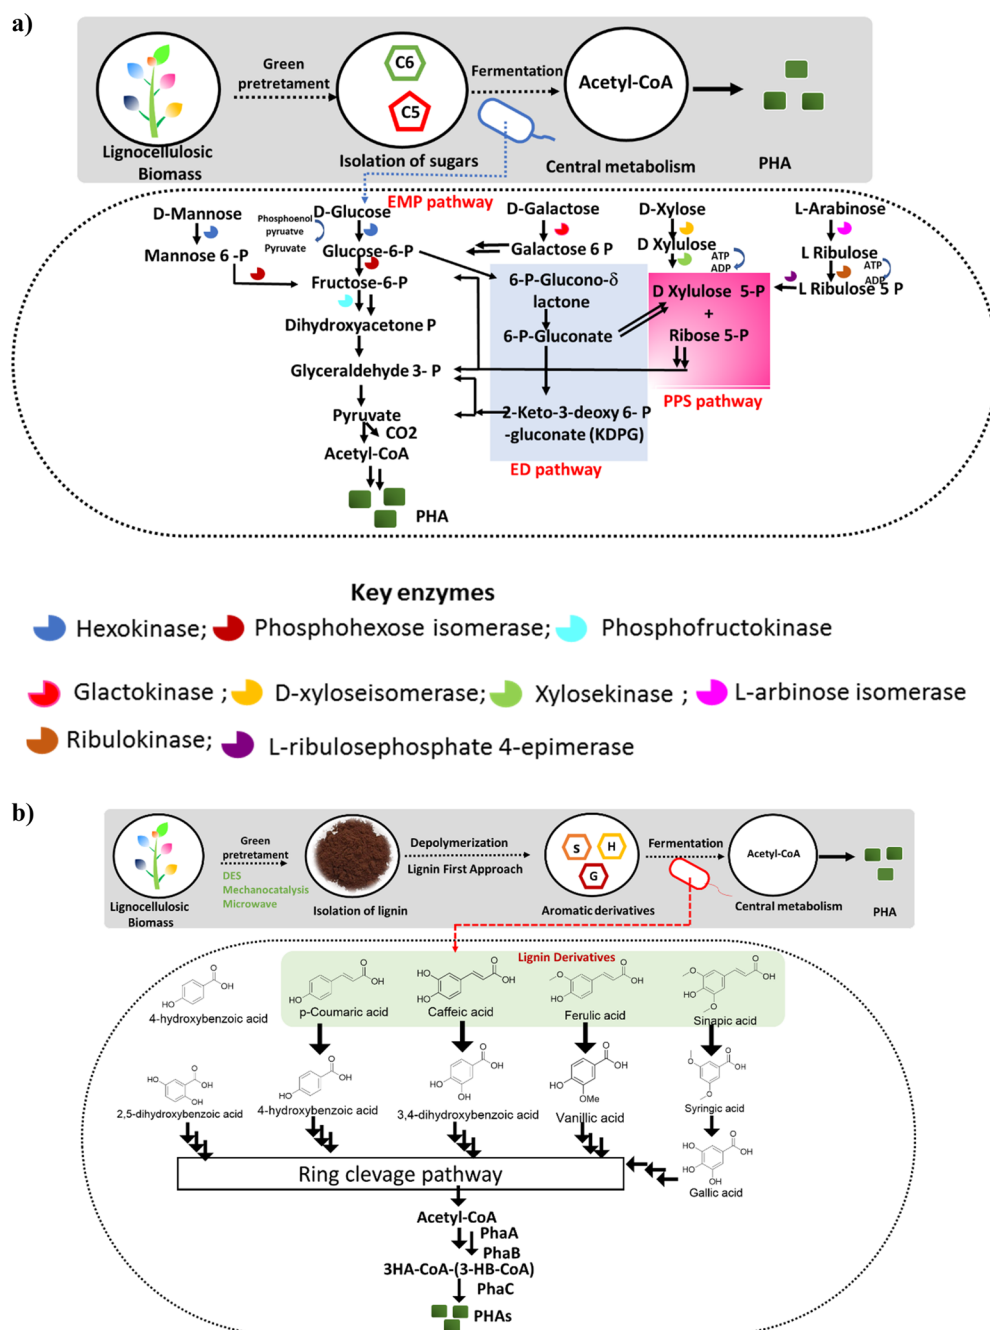 a)
Green
pretretament
C6
C5
Fermentation
Acetyl-CoA
Lignocellulosic
Biomass
Isolation of sugars
Central metabolism
PHA
EMP pathway
D-Mannose
D-Glucose
D-Galactose
D-Xylose
L-Arabinose
Phosphoenol
pyruatve
Pyruvate
Mannose 6 -P
Glucose-6-P
Galactose 6 P
D Xylulose
ATP
ADP
L Ribulose
ATP
ADP
Fructose-6-P
6-P-Glucono-δ
lactone
D Xylulose 5-P
+
Ribose 5-P
L Ribulose 5 P
Dihydroxyacetone P
6-P-Gluconate
Glyceraldehyde 3- P
PPS pathway
Pyruvate
CO2
2-Keto-3-deoxy 6- P
-gluconate (KDPG)
Acetyl-CoA
ED pathway
PHA
Key enzymes
Hexokinase; Phosphohexose isomerase; Phosphofructokinase
Glactokinase ; D-xyloseisomerase; Xylosekinase ; L-arbinose isomerase
Ribulokinase; L-ribulosephosphate 4-epimerase
b)
Green
pretretament
DES
Mechanocatalysis
Microwave
Depolymerization
Lignin First Approach
S
H
G
Fermentation
Acetyl-CoA
Lignocellulosic
Biomass
Isolation of lignin
Aromatic derivatives
Central metabolism
PHA
Lignin Derivatives
4-hydroxybenzoic acid
p-Coumaric acid
Caffeic acid
Ferulic acid
Sinapic acid
2,5-dihydroxybenzoic acid
4-hydroxybenzoic acid
3,4-dihydroxybenzoic acid
Vanillic acid
Syringic acid
Gallic acid
Ring clevage pathway
Acetyl-CoA
PhaA
PhaB
3HA-CoA-(3-HB-CoA)
PhaC
PHAs